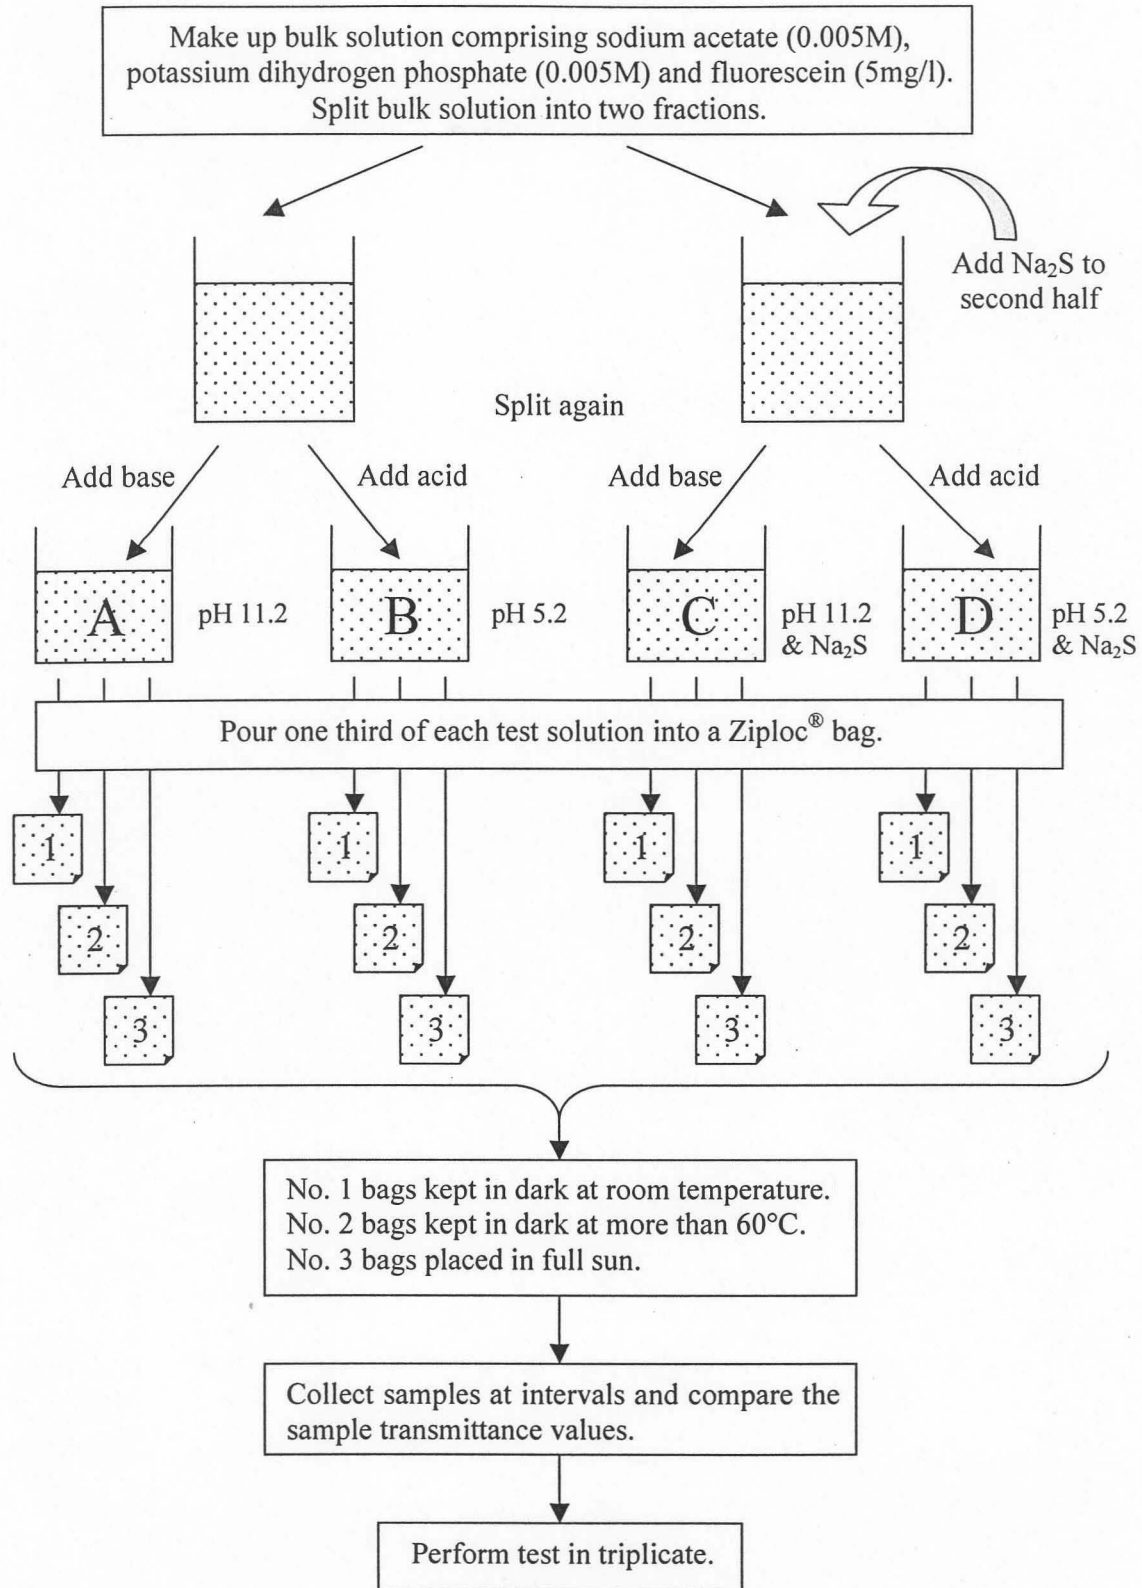 Make up bulk solution comprising sodium acetate (0.005M),
potassium dihydrogen phosphate (0.005M) and fluorescein (5mg/l).
Split bulk solution into two fractions.
Add Na₂S to
second half
Split again
Add base
Add acid
Add base
Add acid
A
pH 11.2
B
pH 5.2
C
pH 11.2
& Na₂S
D
pH 5.2
& Na₂S
Pour one third of each test solution into a Ziploc® bag.
1
1
1
1
2
2
2
2
3
3
3
3
No. 1 bags kept in dark at room temperature.
No. 2 bags kept in dark at more than 60°C.
No. 3 bags placed in full sun.
Collect samples at intervals and compare the
sample transmittance values.
Perform test in triplicate.